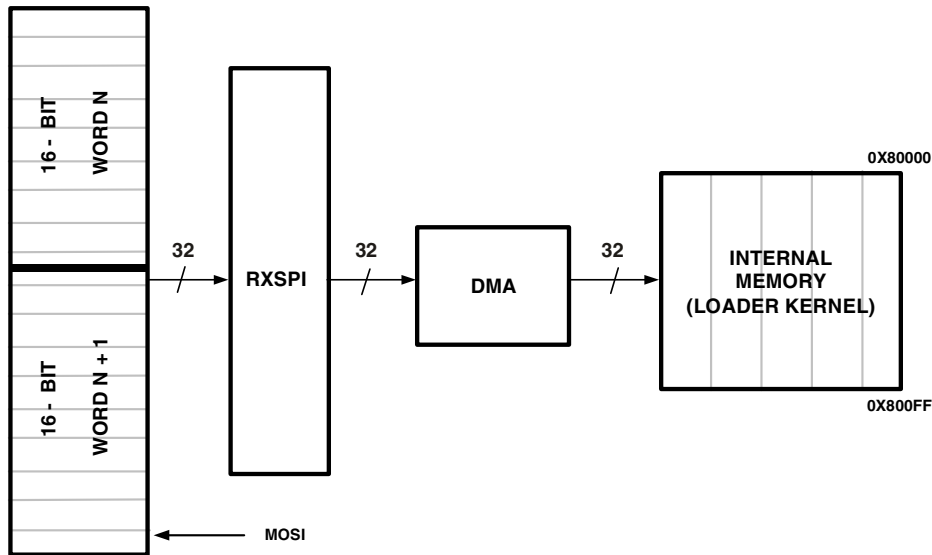 16 - BIT
WORD N
16 - BIT
WORD N + 1
32
RXSPI
32
DMA
32
0X80000
INTERNAL
MEMORY
(LOADER KERNEL)
0X800FF
MOSI